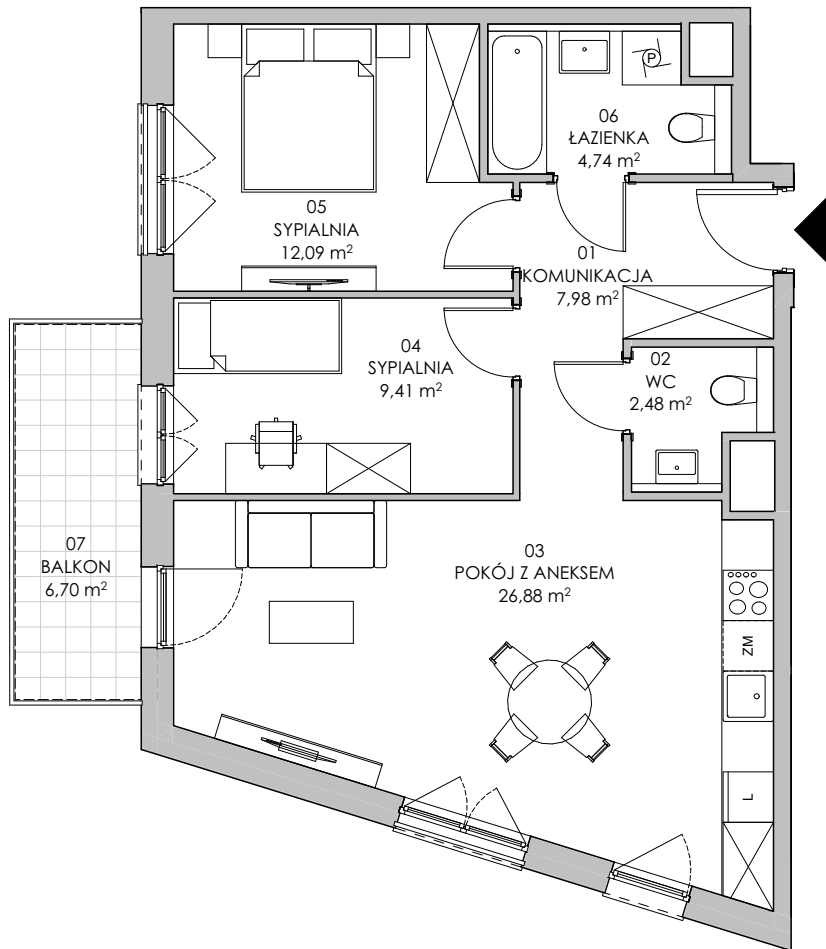 P
06
ŁAZIENKA
4,74 m²
05
SYPIALNIA
12,09 m²
01
KOMUNIKACJA
7,98 m²
04
SYPIALNIA
9,41 m²
02
WC
2,48 m²
07
BALKON
6,70 m²
03
POKÓJ Z ANEKSEM
26,88 m²
ZM
L